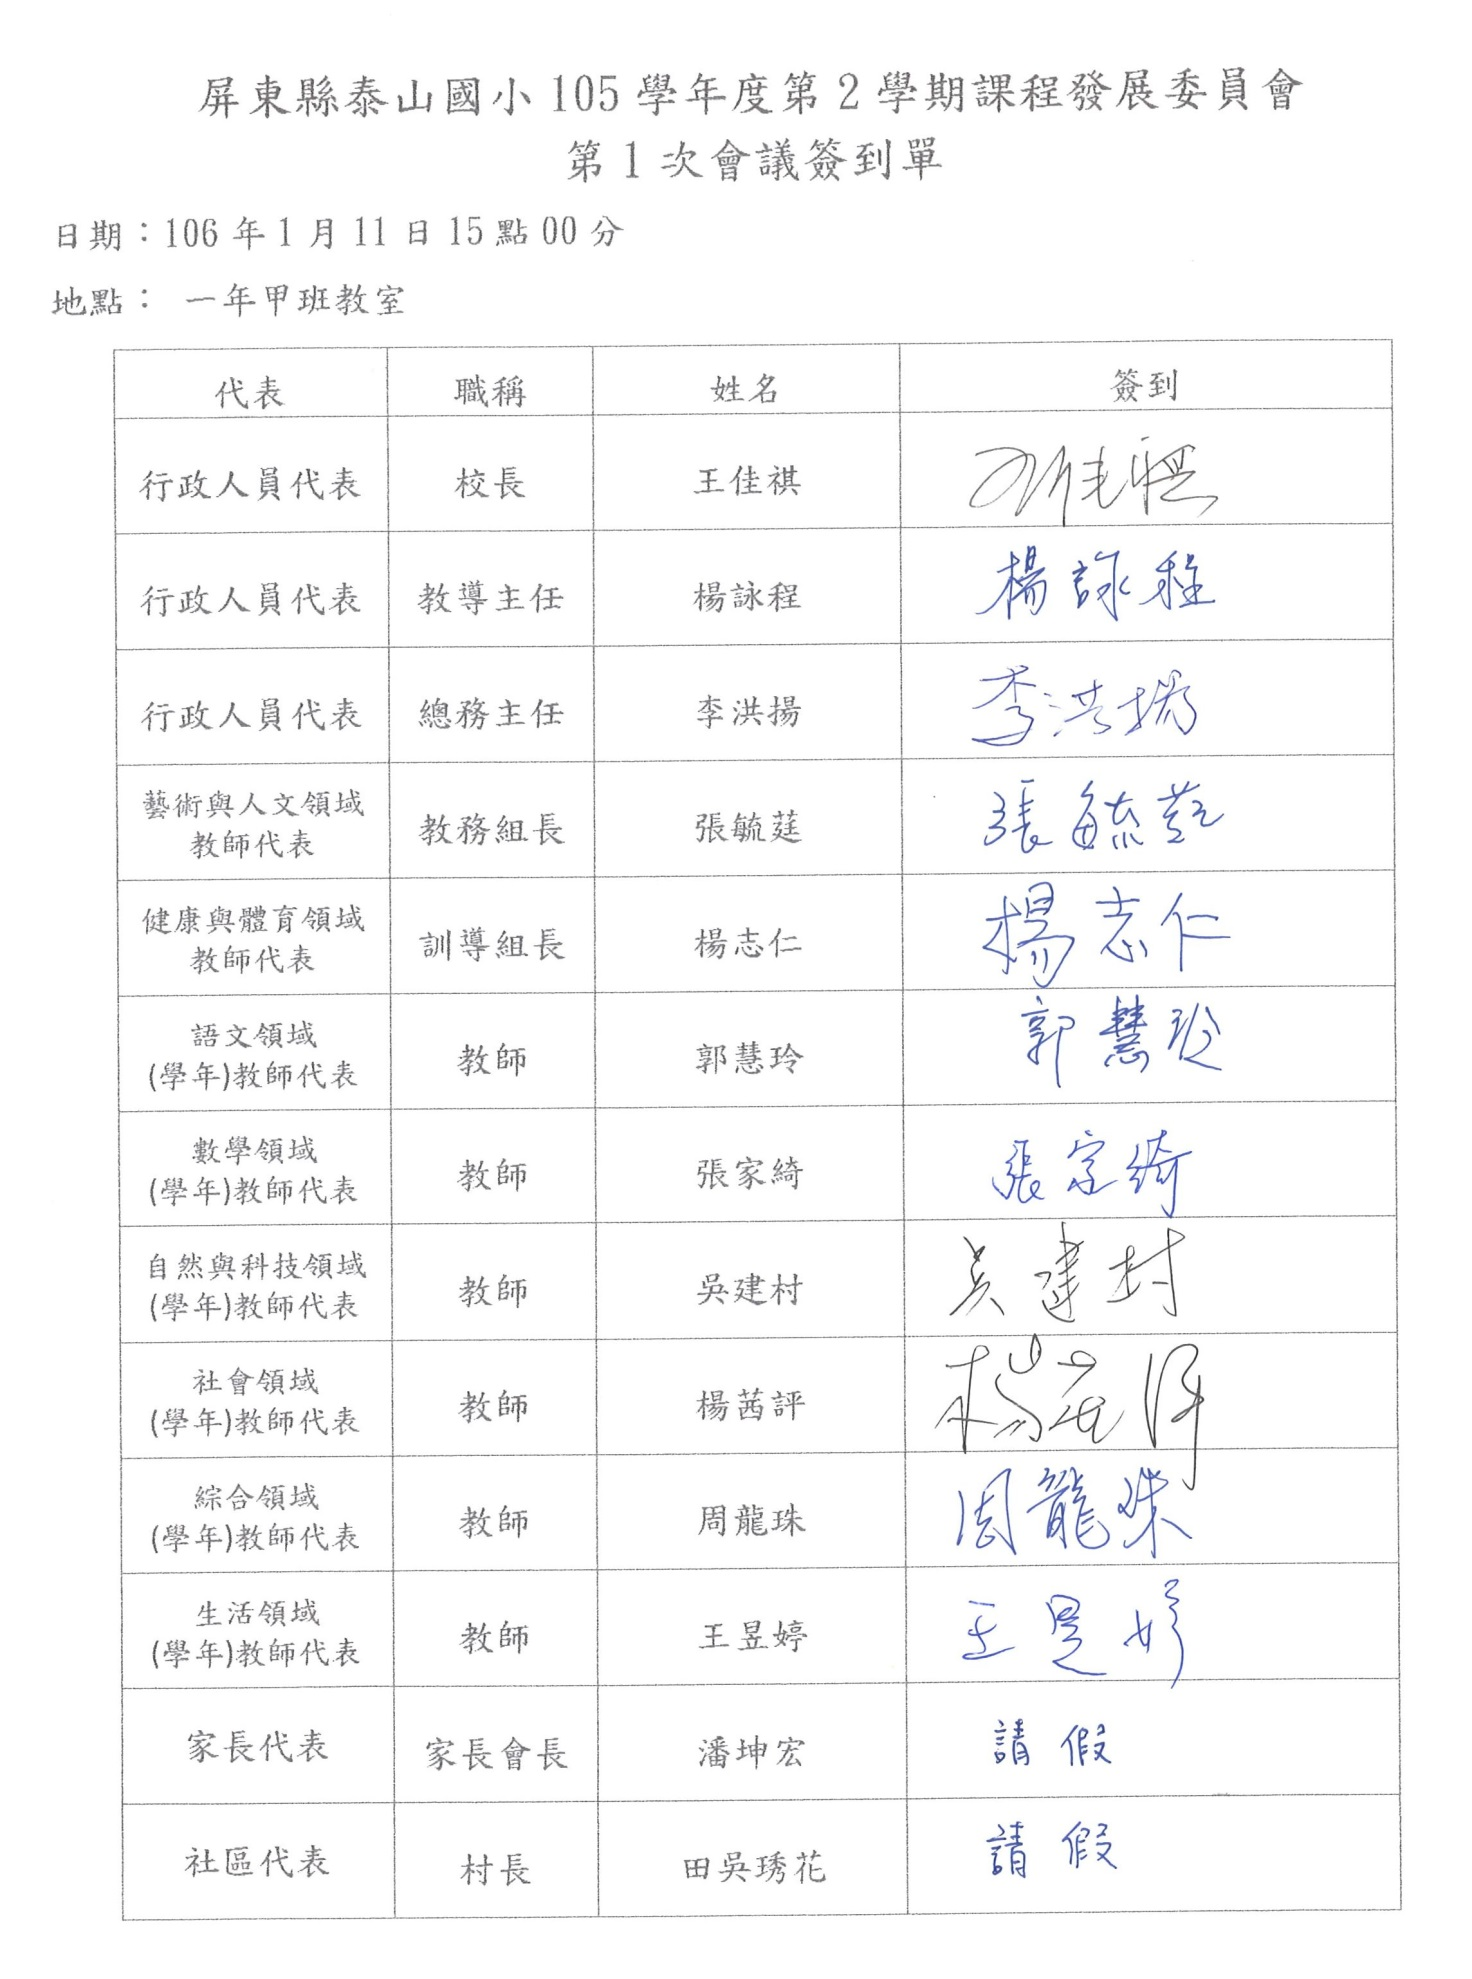 屏東縣泰山國小 105 學年度第 2 學期課程發展委員會
第 1 次會議簽到單
日期：106 年 1 月 11 日 15 點 00 分
地點： 一年甲班教室
代表 職稱 姓名 簽到
行政人員代表 校長 王佳祺
行政人員代表 教導主任 楊詠程 楊詠程
行政人員代表 總務主任 李洪揚 李洪揚
藝術與人文領域
教師代表 教務組長 張毓莛 張毓莛
健康與體育領域
教師代表 訓導組長 楊志仁 楊志仁
語文領域
(學年)教師代表 教師 郭慧玲 郭慧玲
數學領域
(學年)教師代表 教師 張家綺 張家綺
自然與科技領域
(學年)教師代表 教師 吳建村 吳建村
社會領域
(學年)教師代表 教師 楊茜評 楊茜評
綜合領域
(學年)教師代表 教師 周龍珠 周龍珠
生活領域
(學年)教師代表 教師 王昱婷 王昱婷
家長代表 家長會長 潘坤宏 請假
社區代表 村長 田吳琇花 請假